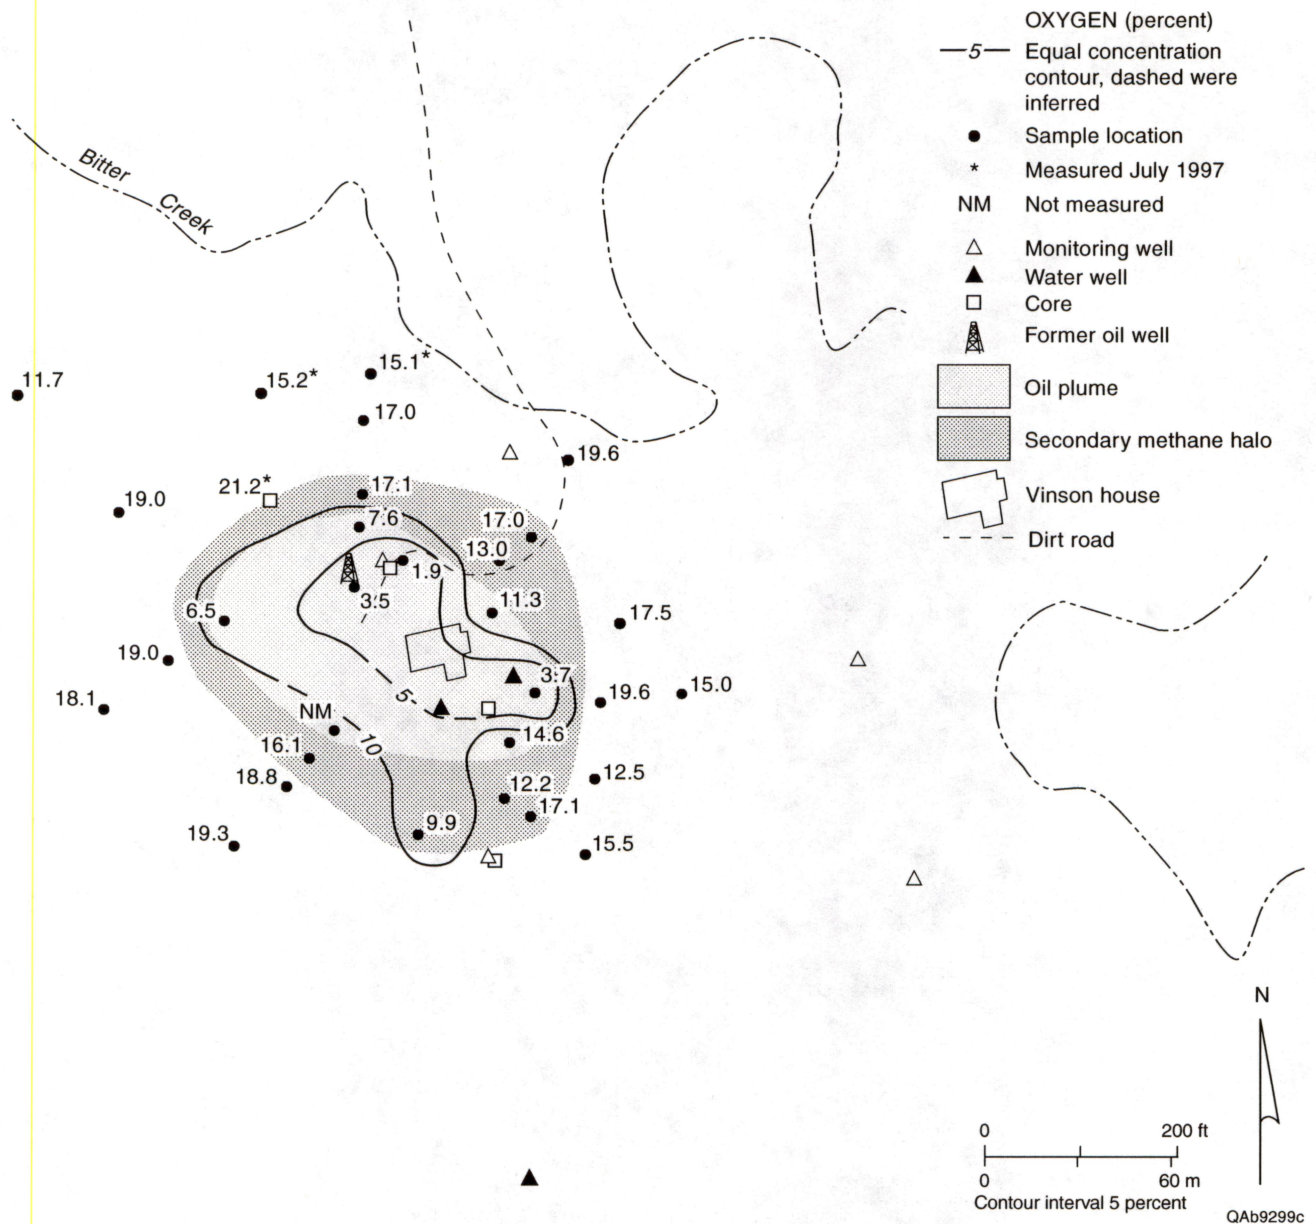 OXYGEN (percent)
5 Equal concentration
contour, dashed were
inferred
Sample location
* Measured July 1997
NM Not measured
Monitoring well
Water well
Core
Former oil well
Oil plume
Secondary methane halo
Vinson house
Dirt road
Bitter
Creek
15.1*
11.7
15.2*
17.0
19.6
21.2*
17.1
19.0
7.6
17.0
13.0
1.9
3.5
11.3
6.5
17.5
19.0
3.7
18.1
5
19.6
15.0
NM
10
14.6
16.1
18.8
12.5
12.2
17.1
9.9
19.3
15.5
N
0 200 ft
0 60 m
Contour interval 5 percent
QAb9299c